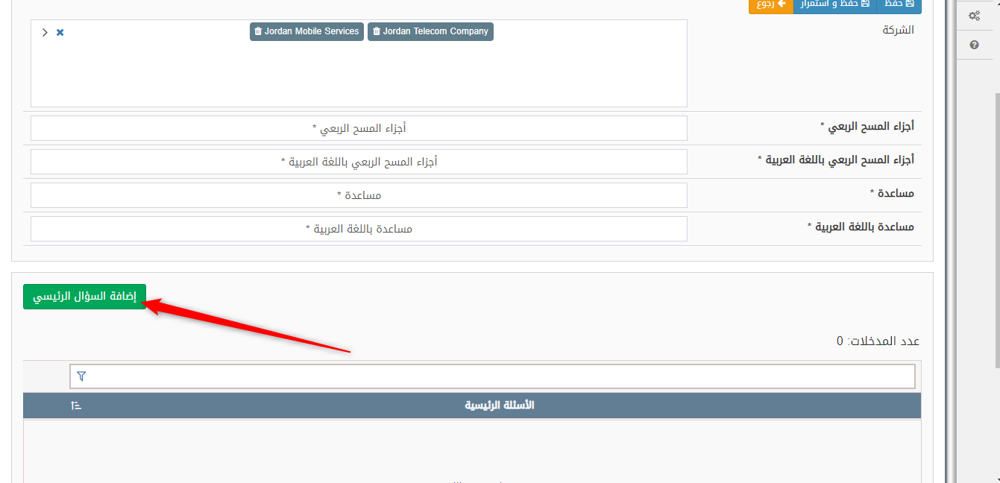 حفظ حفظ و استمرار رجوع
الشركة
Jordan Mobile Services Jordan Telecom Company
أجزاء المسح الربعي *
أجزاء المسح الربعي *
أجزاء المسح الربعي باللغة العربية *
أجزاء المسح الربعي باللغة العربية *
مساعدة *
مساعدة *
مساعدة باللغة العربية *
مساعدة باللغة العربية *
إضافة السؤال الرئيسي
عدد المدخلات: 0
الأسئلة الرئيسية